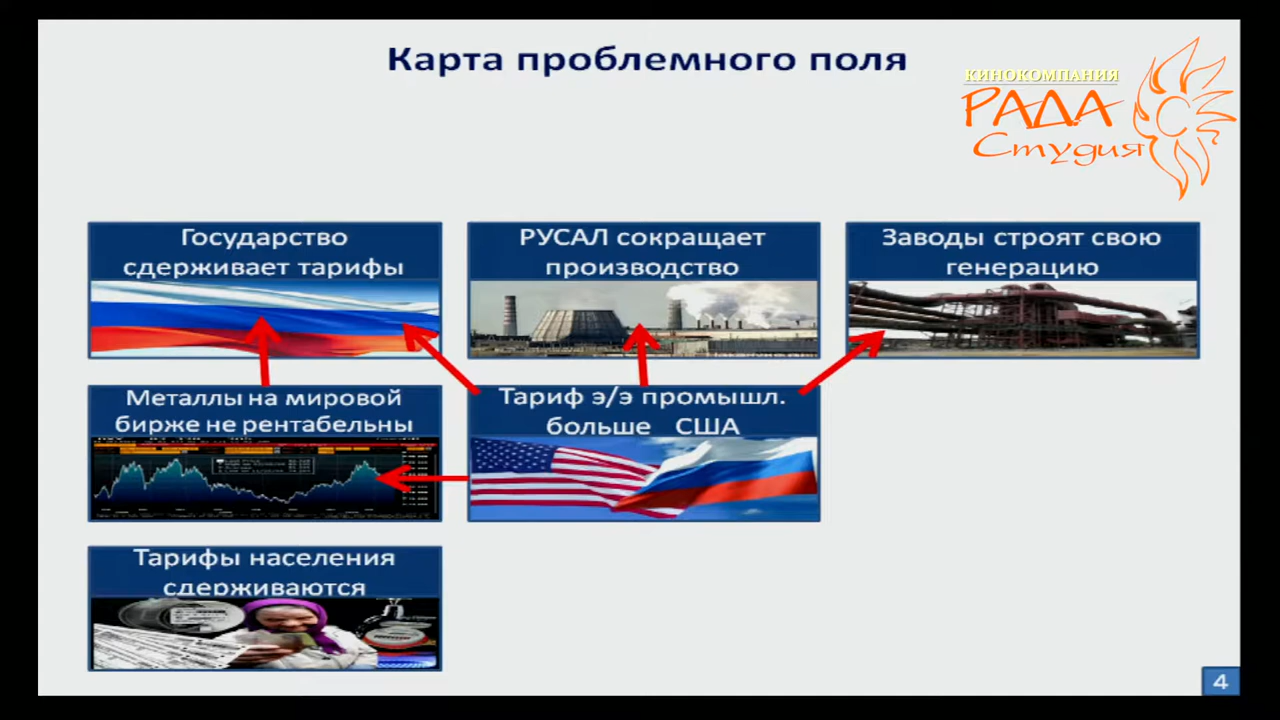 Карта проблемного поля
КИНОКОМПАНИЯ
РАДА
Студия
Государство
сдерживает тарифы
РУСАЛ сокращает
производство
Заводы строят свою
генерацию
Металлы на мировой
бирже не рентабельны
Тариф э/э промышл.
больше США
Тарифы населения
сдерживаются
4